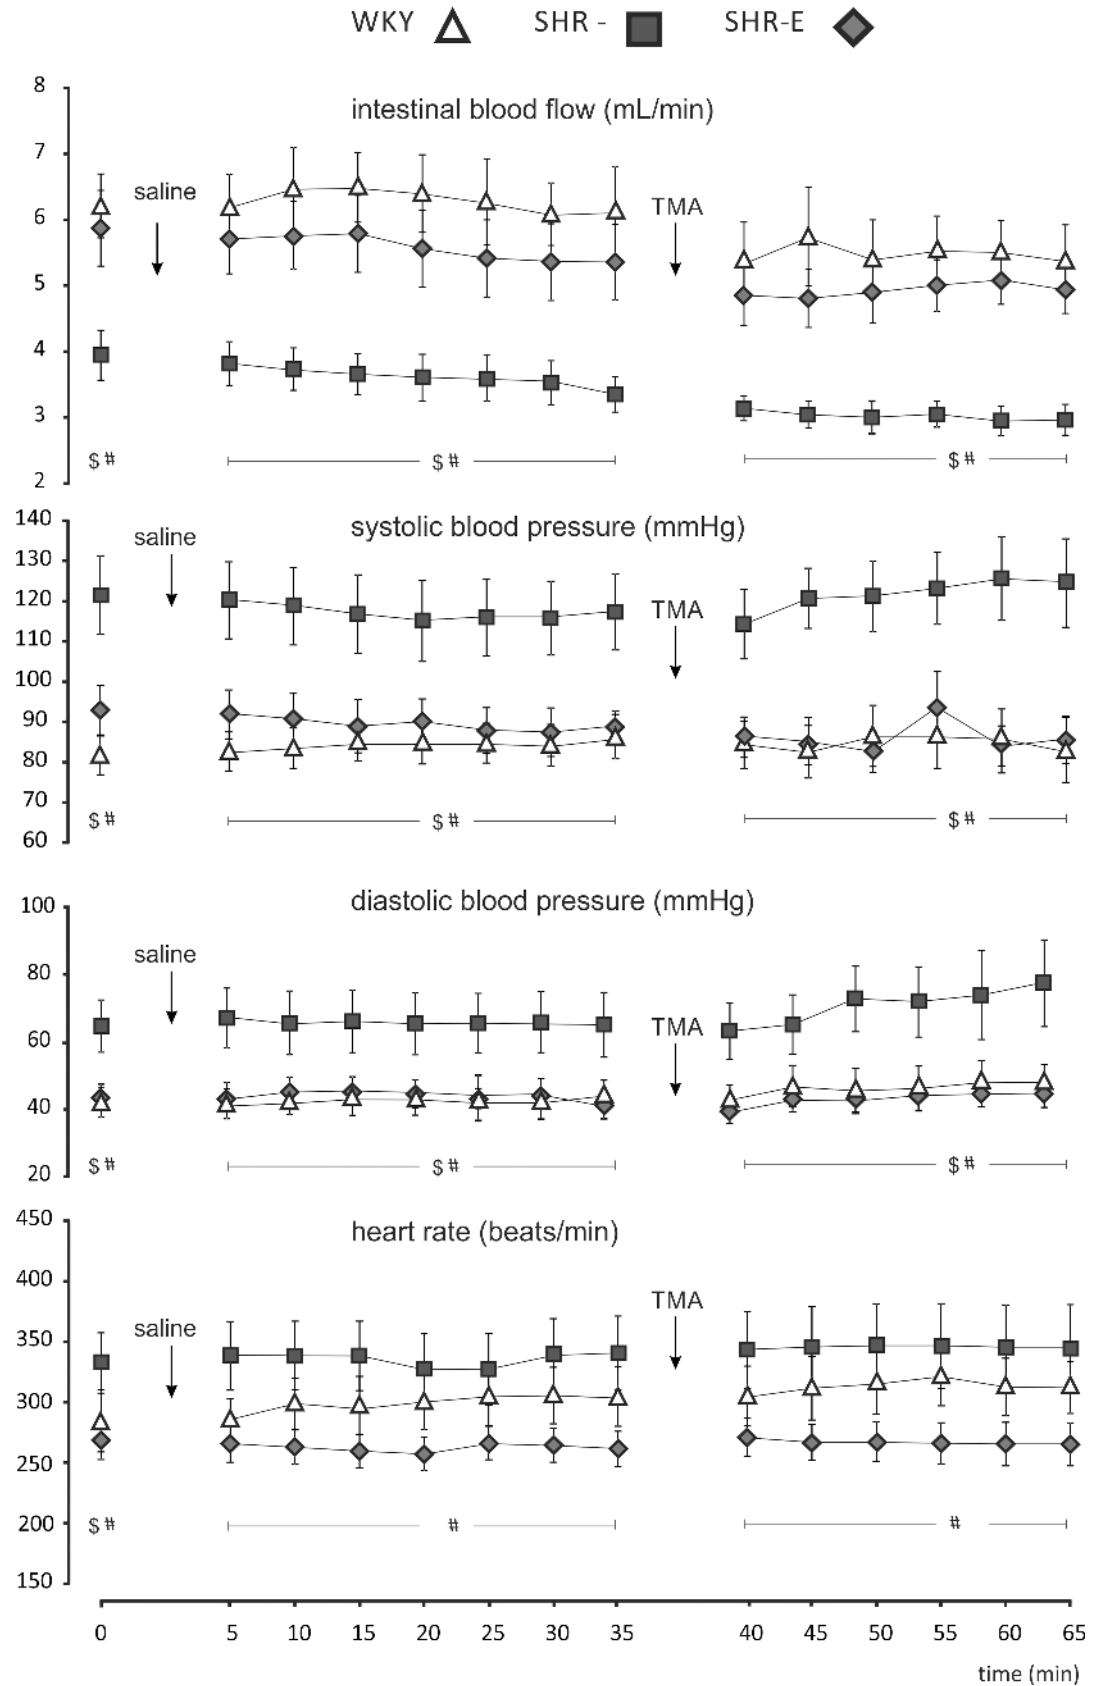 WKY SHR - SHR-E
8
intestinal blood flow (mL/min)
7
saline
TMA
6
5
4
3
$ # $ # $ #
2
140
systolic blood pressure (mmHg)
saline
130
120
TMA
110
100
90
80
70
$ # $ # $ #
60
100
diastolic blood pressure (mmHg)
saline
80
TMA
60
40
$ # $ # $ #
20
450
heart rate (beats/min)
400
TMA
saline
350
300
250
200
$ # # #
150
0 5 10 15 20 25 30 35 40 45 50 55 60 65
time (min)